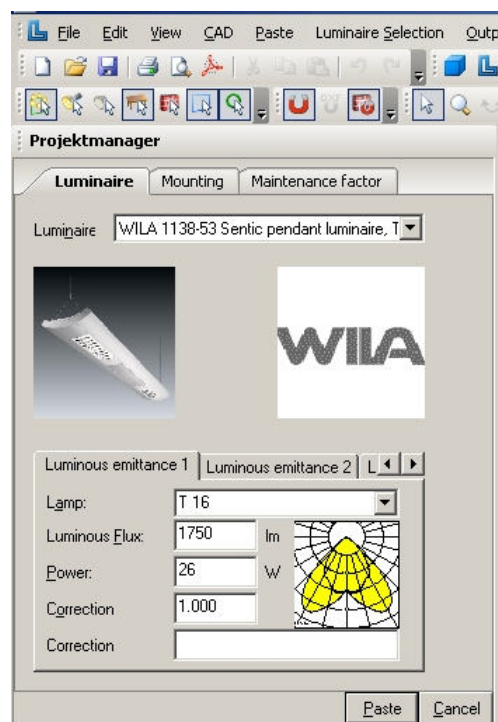 File Edit View CAD Paste Luminaire Selection Outp
Projektmanager
Luminaire Mounting Maintenance factor
Luminaire WILA 1138-53 Sentic pendant luminaire, T
WILA
Luminous emittance 1 Luminous emittance 2 L
Lamp: T 16
Luminous Flux: 1750 lm
Power: 26 W
Correction 1.000
Correction
Paste Cancel